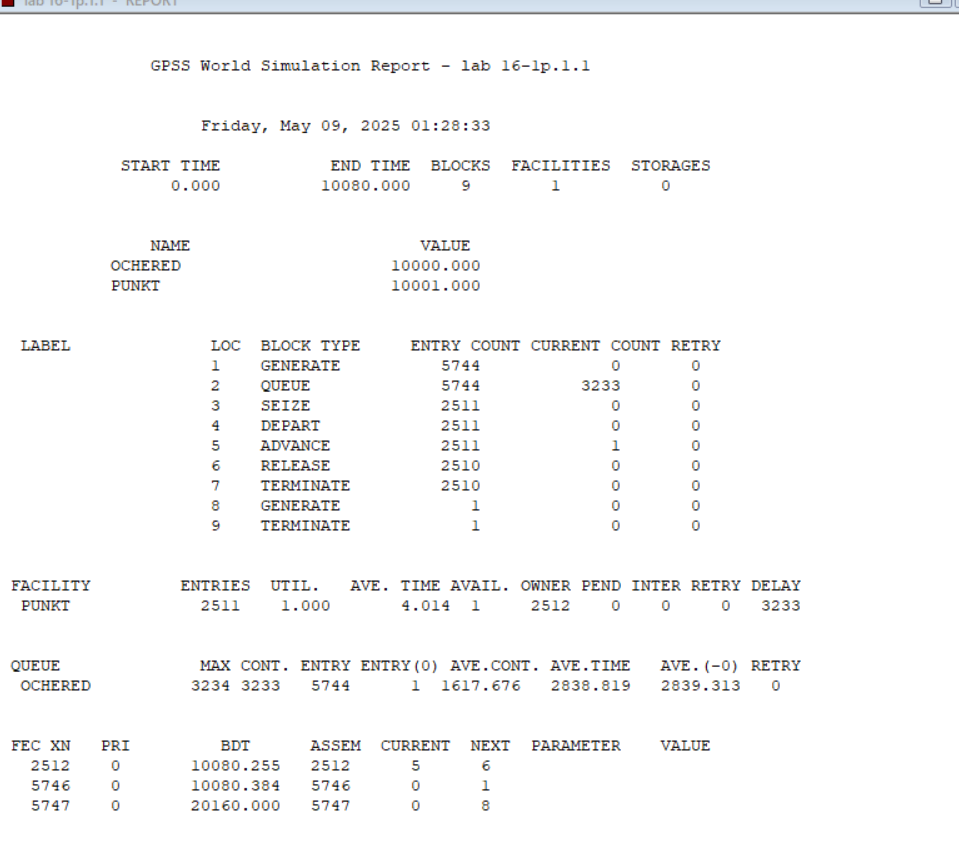 lab 16-1p.1.1 - REPORT
GPSS World Simulation Report - lab 16-1p.1.1
Friday, May 09, 2025 01:28:33
START TIME END TIME BLOCKS FACILITIES STORAGES
0.000 10080.000 9 1 0
NAME VALUE
OCHERED 10000.000
PUNKT 10001.000
LABEL LOC BLOCK TYPE ENTRY COUNT CURRENT COUNT RETRY
1 GENERATE 5744 0 0
2 QUEUE 5744 3233 0
3 SEIZE 2511 0 0
4 DEPART 2511 0 0
5 ADVANCE 2511 1 0
6 RELEASE 2510 0 0
7 TERMINATE 2510 0 0
8 GENERATE 1 0 0
9 TERMINATE 1 0 0
FACILITY ENTRIES UTIL. AVE. TIME AVAIL. OWNER PEND INTER RETRY DELAY
PUNKT 2511 1.000 4.014 1 2512 0 0 0 3233
QUEUE MAX CONT. ENTRY ENTRY(0) AVE.CONT. AVE.TIME AVE.(-0) RETRY
OCHERED 3234 3233 5744 1 1617.676 2838.819 2839.313 0
FEC XN PRI BDT ASSEM CURRENT NEXT PARAMETER VALUE
2512 0 10080.255 2512 5 6
5746 0 10080.384 5746 0 1
5747 0 20160.000 5747 0 8